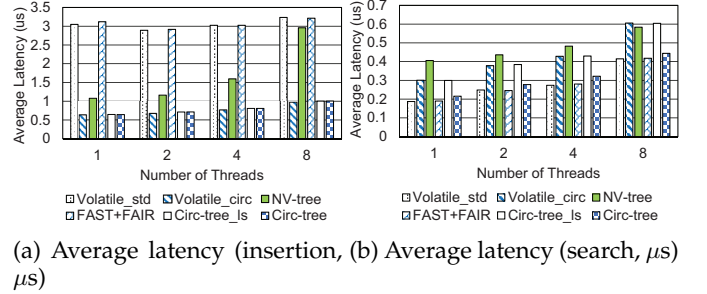 Average Latency (us)
3.5
3
2.5
2
1.5
1
0.5
0
1
2
4
8
Number of Threads
Volatile_std
Volatile_circ
NV-tree
FAST+FAIR
Circ-tree_ls
Circ-tree
Average Latency (us)
0.7
0.6
0.5
0.4
0.3
0.2
0.1
0
1
2
4
8
Number of Threads
Volatile_std
Volatile_circ
NV-tree
FAST+FAIR
Circ-tree_ls
Circ-tree
(a) Average latency (insertion,
μs)
(b) Average latency (search, μs)